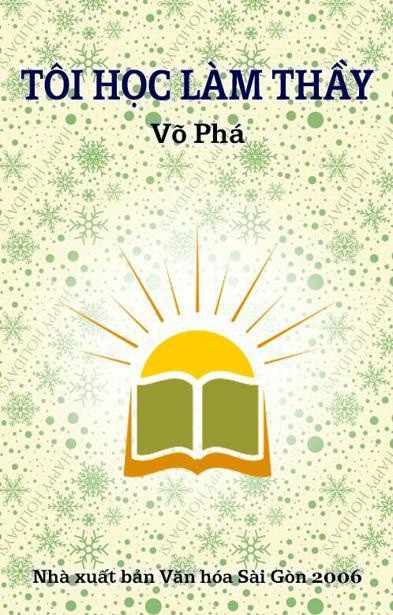 TÔI HỌC LÀM THẦY
Võ Phá
Nhà xuất bản Văn hóa Sài Gòn 2006